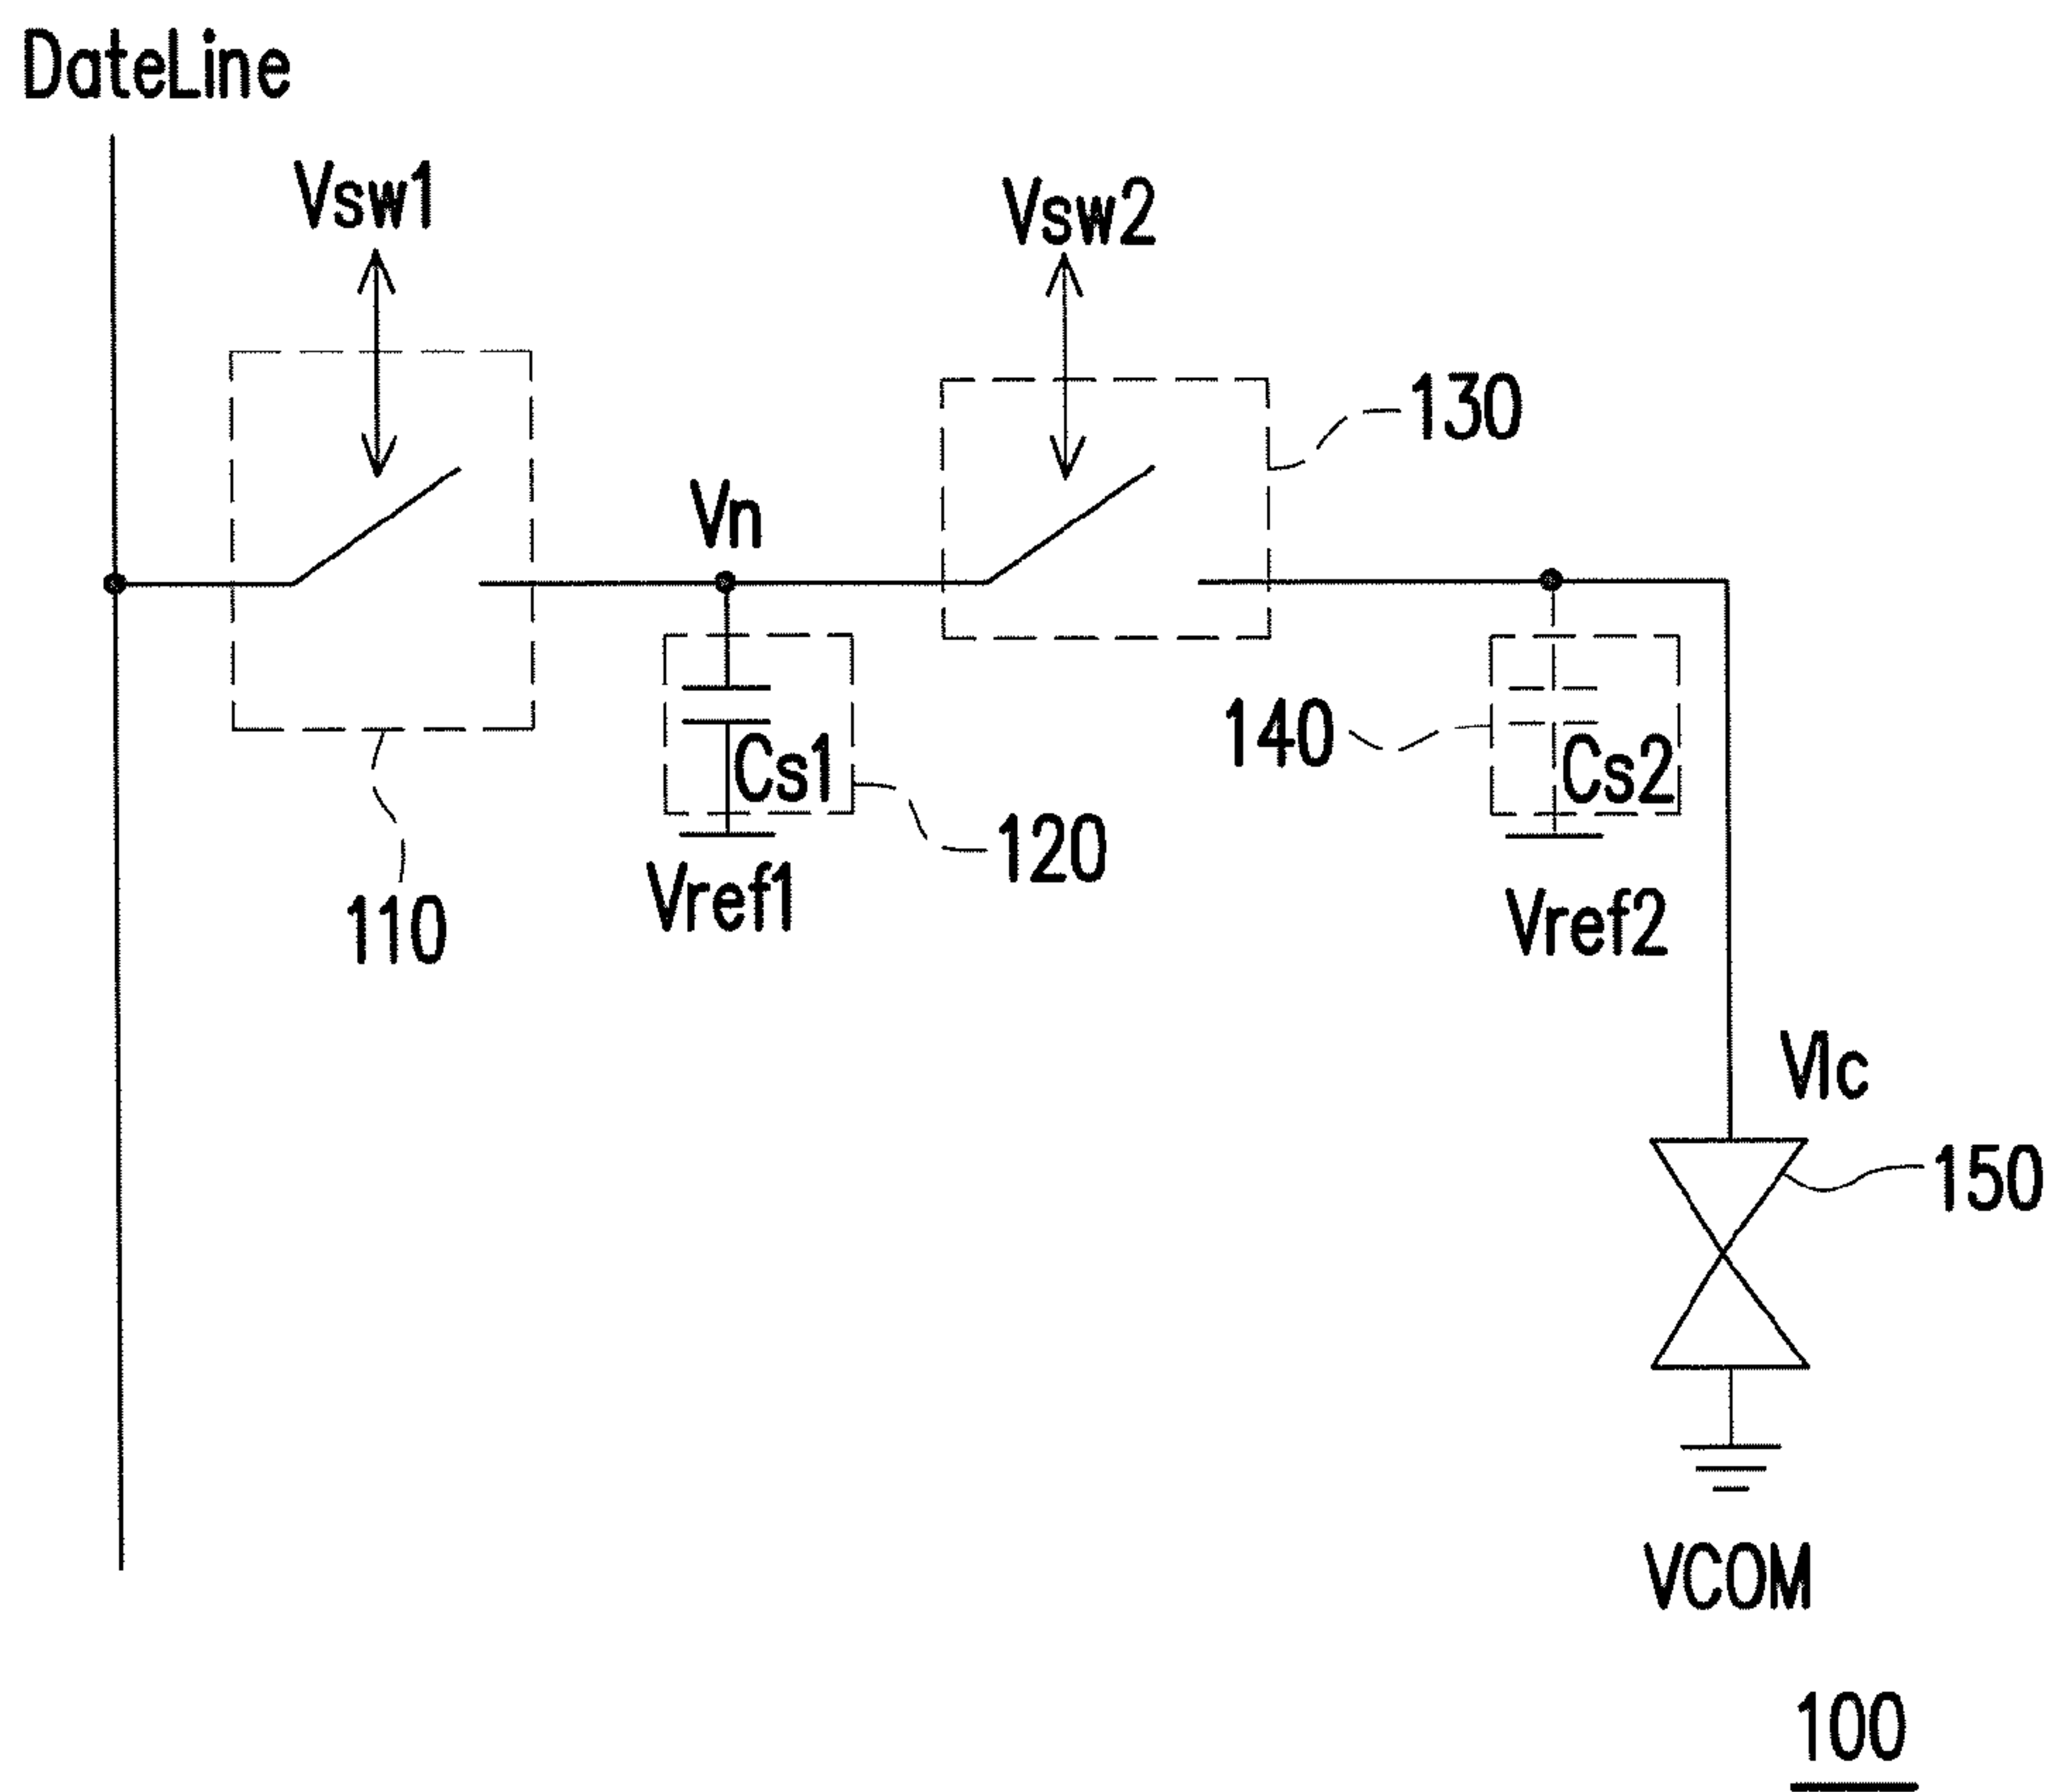 DateLine
Vsw1
Vsw2
130
Vn
140
Cs1
Cs2
120
Vref1
110
Vref2
Vlc
150
VCOM
100